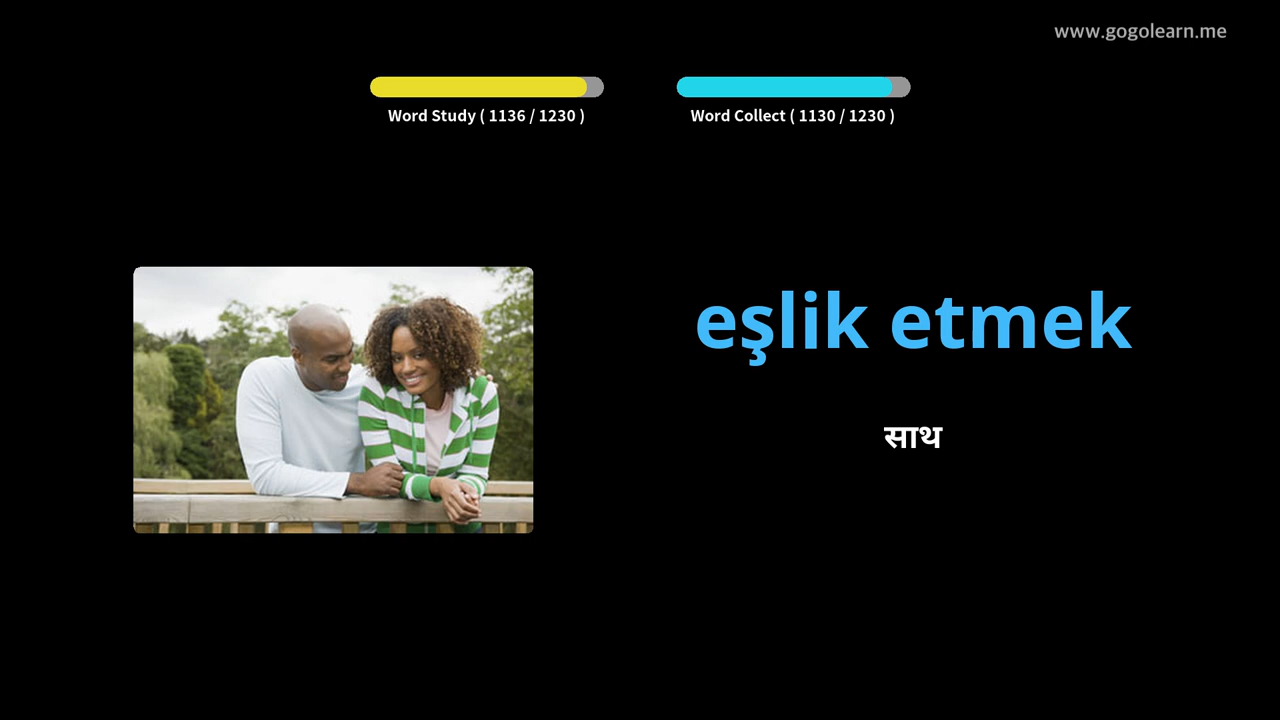 www.gogolearn.me
Word Study ( 1136 / 1230 )
Word Collect ( 1130 / 1230 )
eşlik etmek
साथ